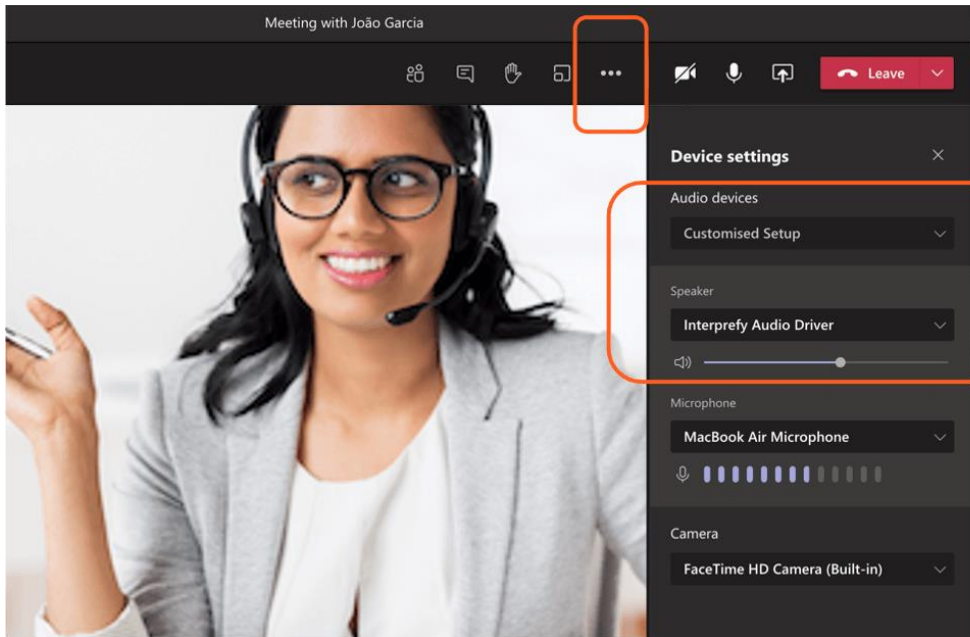 Meeting with João Garcia
Leave
Device settings
Audio devices
Customised Setup
Speaker
Interprefy Audio Driver
Microphone
MacBook Air Microphone
Camera
FaceTime HD Camera (Built-in)